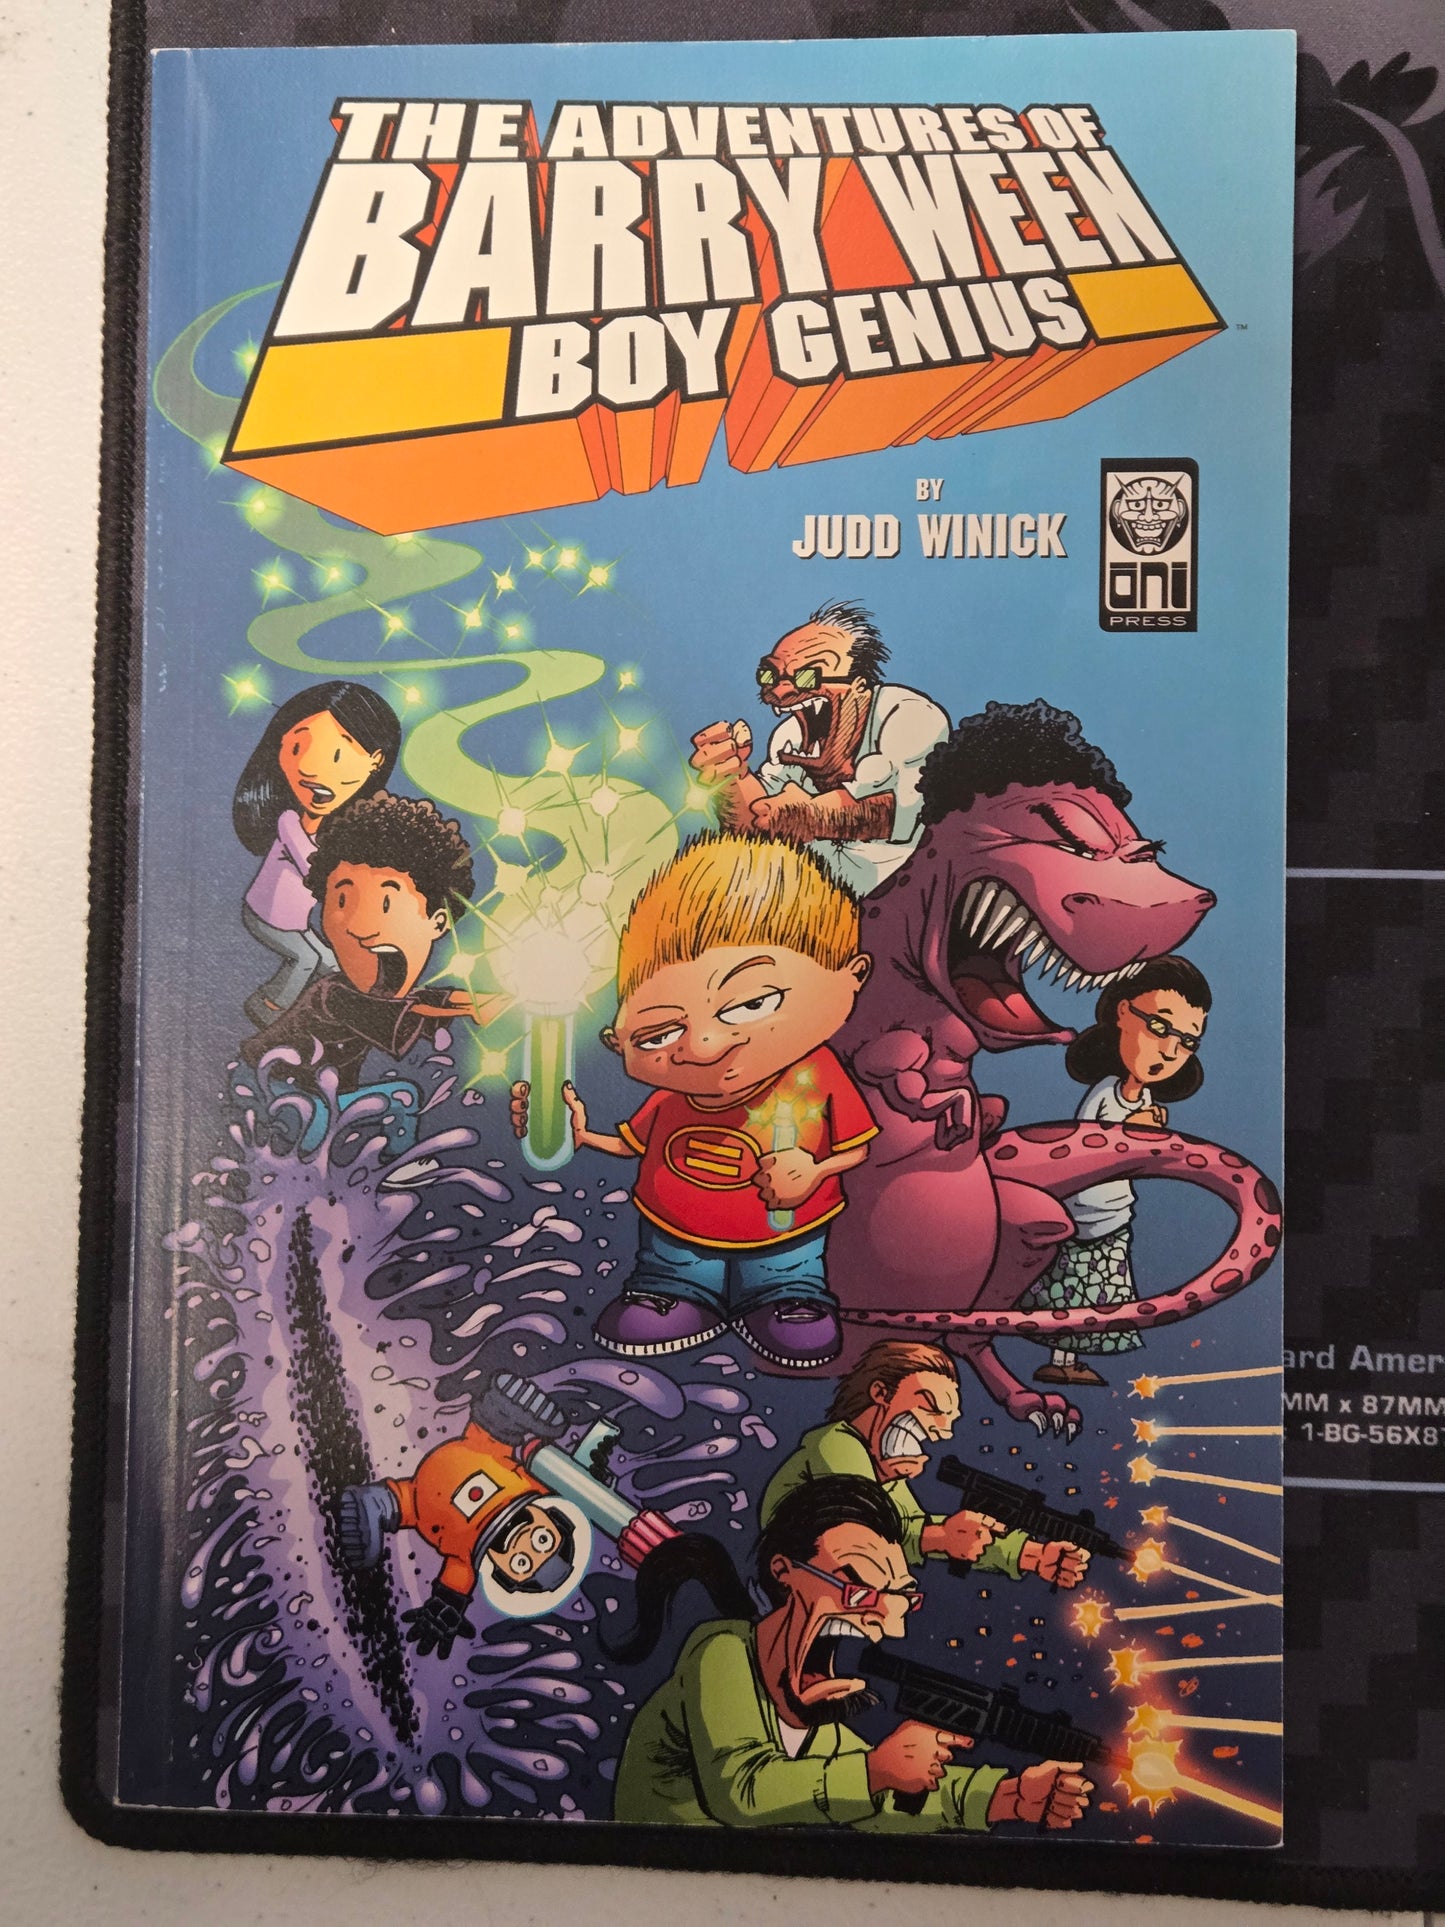 THE ADVENTURES OF
BARRY WEEN
BOY GENIUS
™
BY
JUDD WINICK
ONI
PRESS
ard Amer
MM x 87MM
1-BG-56X87